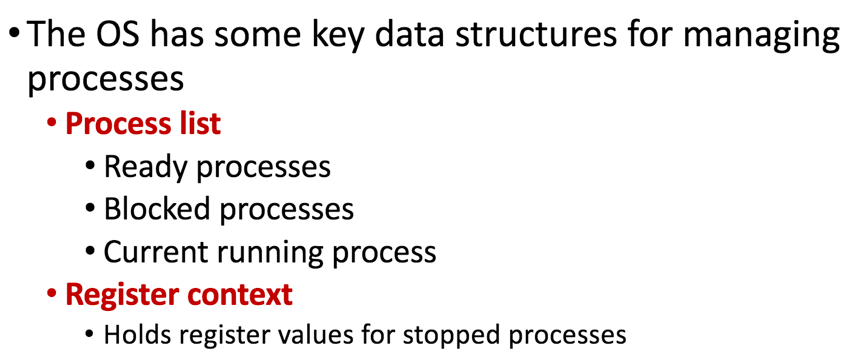 • The OS has some key data structures for managing
processes
• Process list
• Ready processes
• Blocked processes
• Current running process
• Register context
• Holds register values for stopped processes